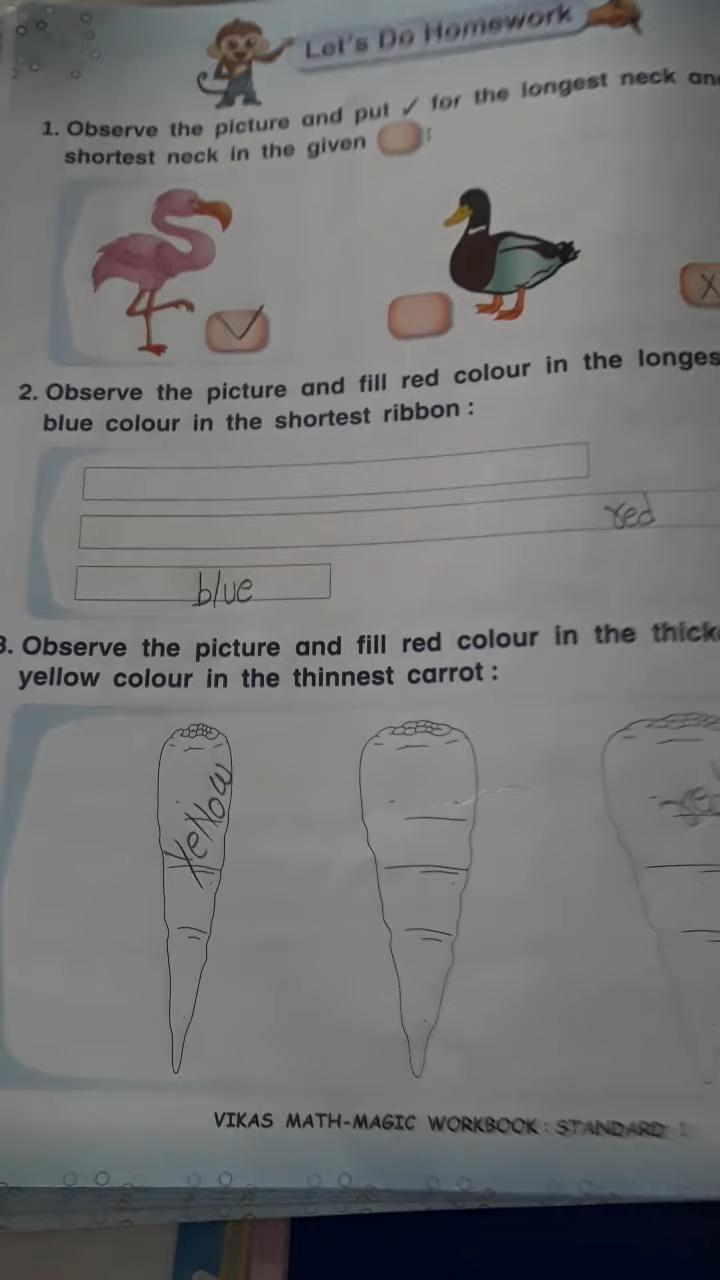 Let's Do Homework
1. Observe the picture and put ✓ for the longest neck an
shortest neck in the given :
✓ X
2. Observe the picture and fill red colour in the longes
blue colour in the shortest ribbon :
red
blue
3. Observe the picture and fill red colour in the thick
yellow colour in the thinnest carrot :
Yellow
VIKAS MATH-MAGIC WORKBOOK : STANDARD